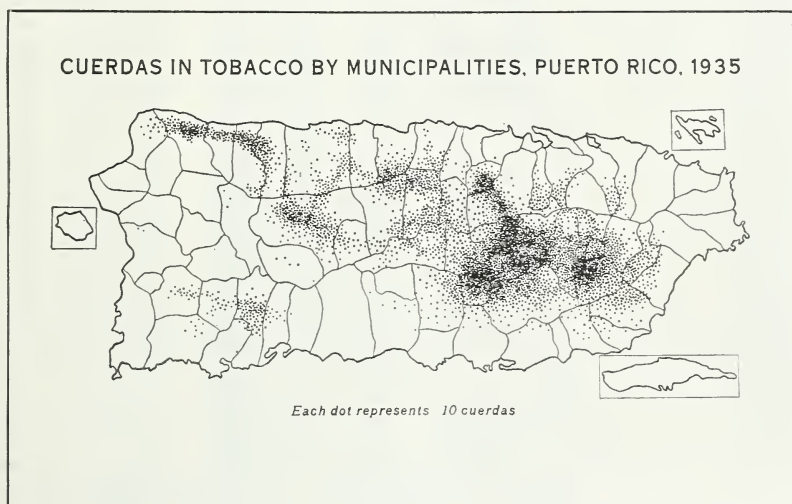 CUERDAS IN TOBACCO BY MUNICIPALITIES, PUERTO RICO, 1935
Each dot represents 10 cuerdas